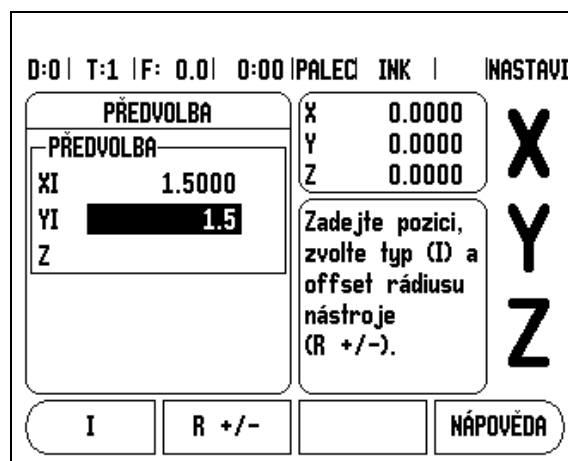 D:0 | T:1 | F: 0.0 | 0:00 | PALEC INK | | NASTAVI
PŘEDVOLBA
PŘEDVOLBA
XI 1.5000
YI 1.5
Z
X 0.0000
Y 0.0000
Z 0.0000
Zadejte pozici,
zvolte typ (I) a
offset rádiusu
nástroje
(R +/-).
X
Y
Z
I
R +/-
NÁPOVĚDA